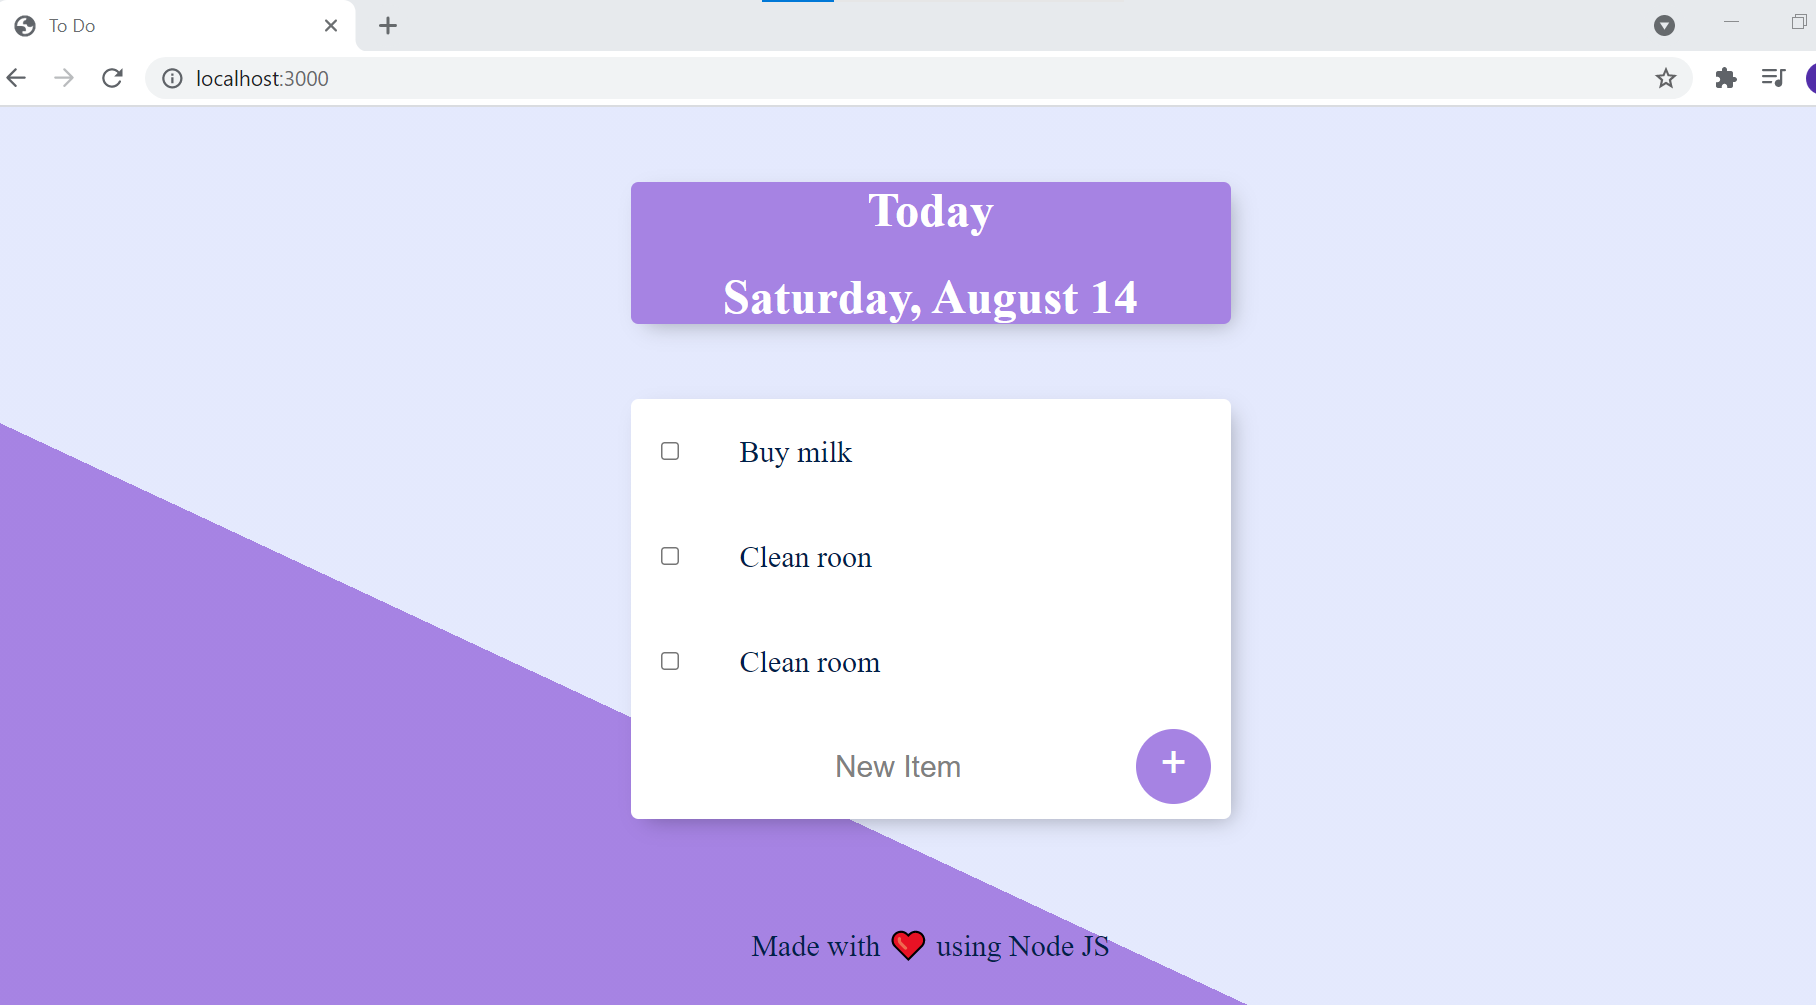 To Do
localhost:3000
Today
Saturday, August 14
Buy milk
Clean roon
Clean room
New Item
+
Made with ❤️ using Node JS